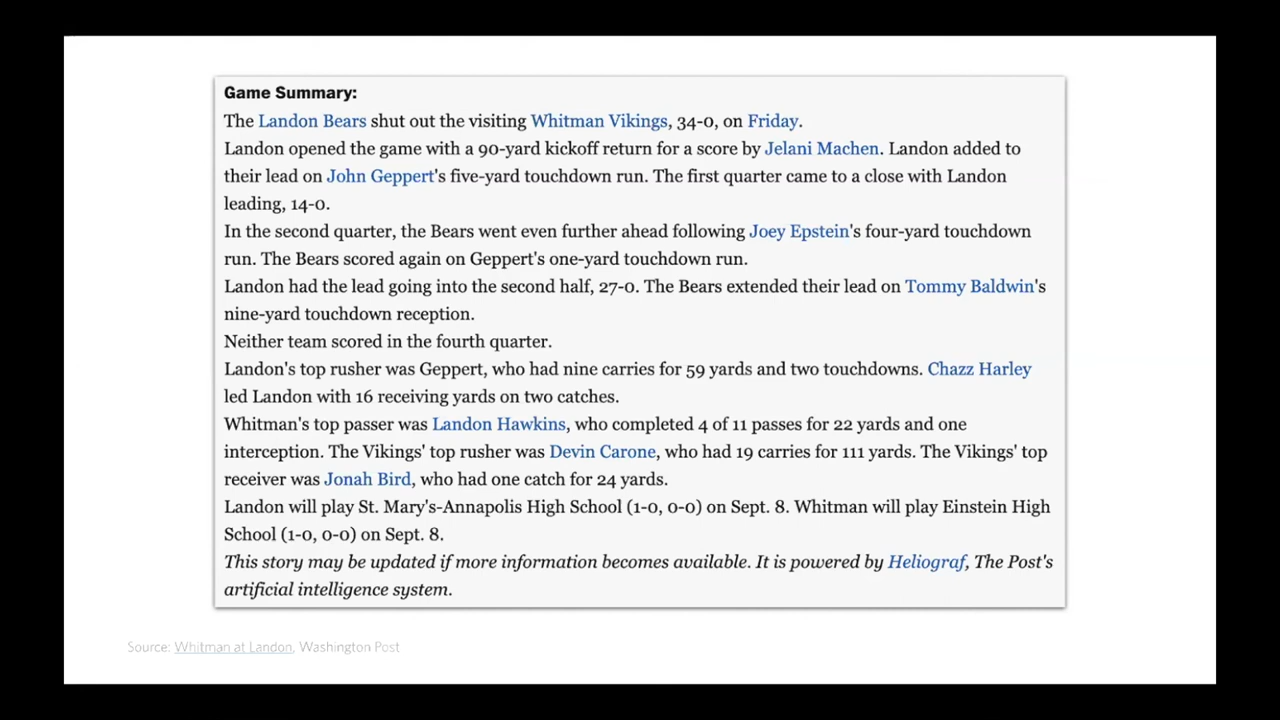 Game Summary:
The Landon Bears shut out the visiting Whitman Vikings, 34-0, on Friday.
Landon opened the game with a 90-yard kickoff return for a score by Jelani Machen. Landon added to
their lead on John Geppert's five-yard touchdown run. The first quarter came to a close with Landon
leading, 14-0.
In the second quarter, the Bears went even further ahead following Joey Epstein's four-yard touchdown
run. The Bears scored again on Geppert's one-yard touchdown run.
Landon had the lead going into the second half, 27-0. The Bears extended their lead on Tommy Baldwin's
nine-yard touchdown reception.
Neither team scored in the fourth quarter.
Landon's top rusher was Geppert, who had nine carries for 59 yards and two touchdowns. Chazz Harley
led Landon with 16 receiving yards on two catches.
Whitman's top passer was Landon Hawkins, who completed 4 of 11 passes for 22 yards and one
interception. The Vikings' top rusher was Devin Carone, who had 19 carries for 111 yards. The Vikings' top
receiver was Jonah Bird, who had one catch for 24 yards.
Landon will play St. Mary's-Annapolis High School (1-0, 0-0) on Sept. 8. Whitman will play Einstein High
School (1-0, 0-0) on Sept. 8.
This story may be updated if more information becomes available. It is powered by Heliograf, The Post's
artificial intelligence system.
Source: Whitman at Landon, Washington Post